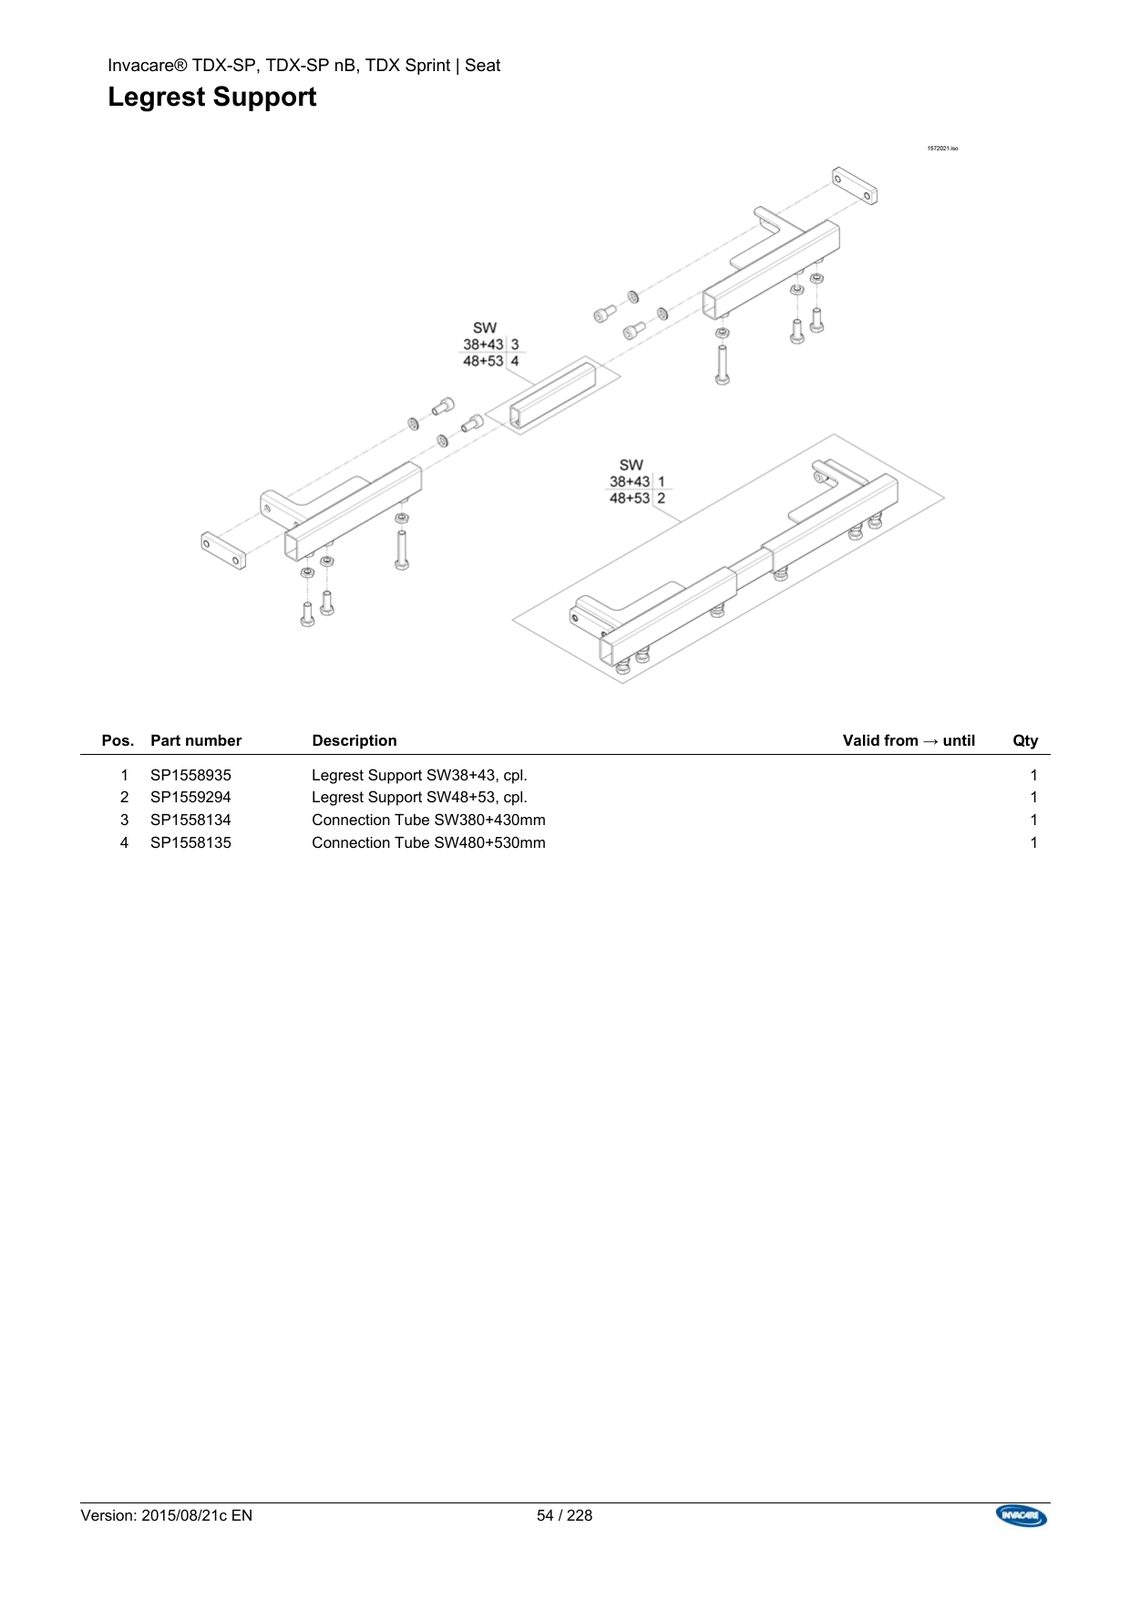 Invacare® TDX-SP, TDX-SP nB, TDX Sprint | Seat
Legrest Support
1572021.iso
SW
38+43 3
48+53 4
SW
38+43 1
48+53 2
Pos. Part number Description Valid from → until Qty
1 SP1558935 Legrest Support SW38+43, cpl. 1
2 SP1559294 Legrest Support SW48+53, cpl. 1
3 SP1558134 Connection Tube SW380+430mm 1
4 SP1558135 Connection Tube SW480+530mm 1
Version: 2015/08/21c EN 54 / 228 INVACARE